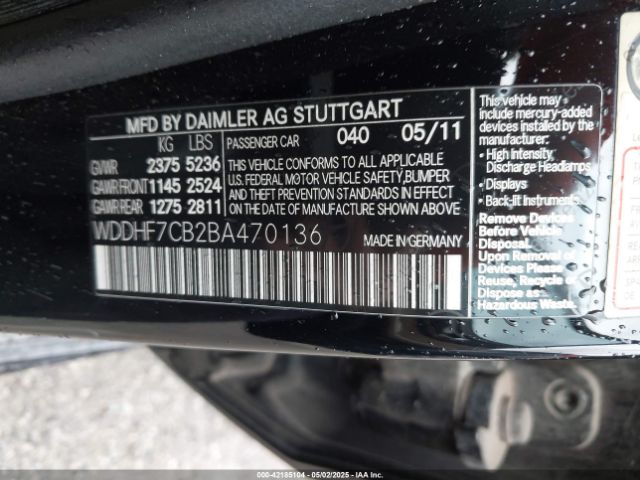 MFD BY DAIMLER AG STUTTGART
KG LBS
GVWR 2375 5236
GAWR FRONT 1145 2524
GAWR REAR 1275 2811
PASSENGER CAR 040 05/11
THIS VEHICLE CONFORMS TO ALL APPLICABLE
U.S. FEDERAL MOTOR VEHICLE SAFETY,BUMPER
AND THEFT PREVENTION STANDARDS IN EFFECT
ON THE DATE OF MANUFACTURE SHOWN ABOVE.
WDDHF7CB2BA470136 MADE IN GERMANY
This vehicle may
include mercury-added
devices installed by the
manufacturer:
• High Intensity
Discharge Headlamps
• Displays
• Back-lit Instruments
Remove Devices
Before Vehicle
Disposal.
Upon Removal of
Devices Please
Reuse, Recycle or
Dispose as
Hazardous Waste.
000-42185104 - 05/02/2025 - IAAI.COM